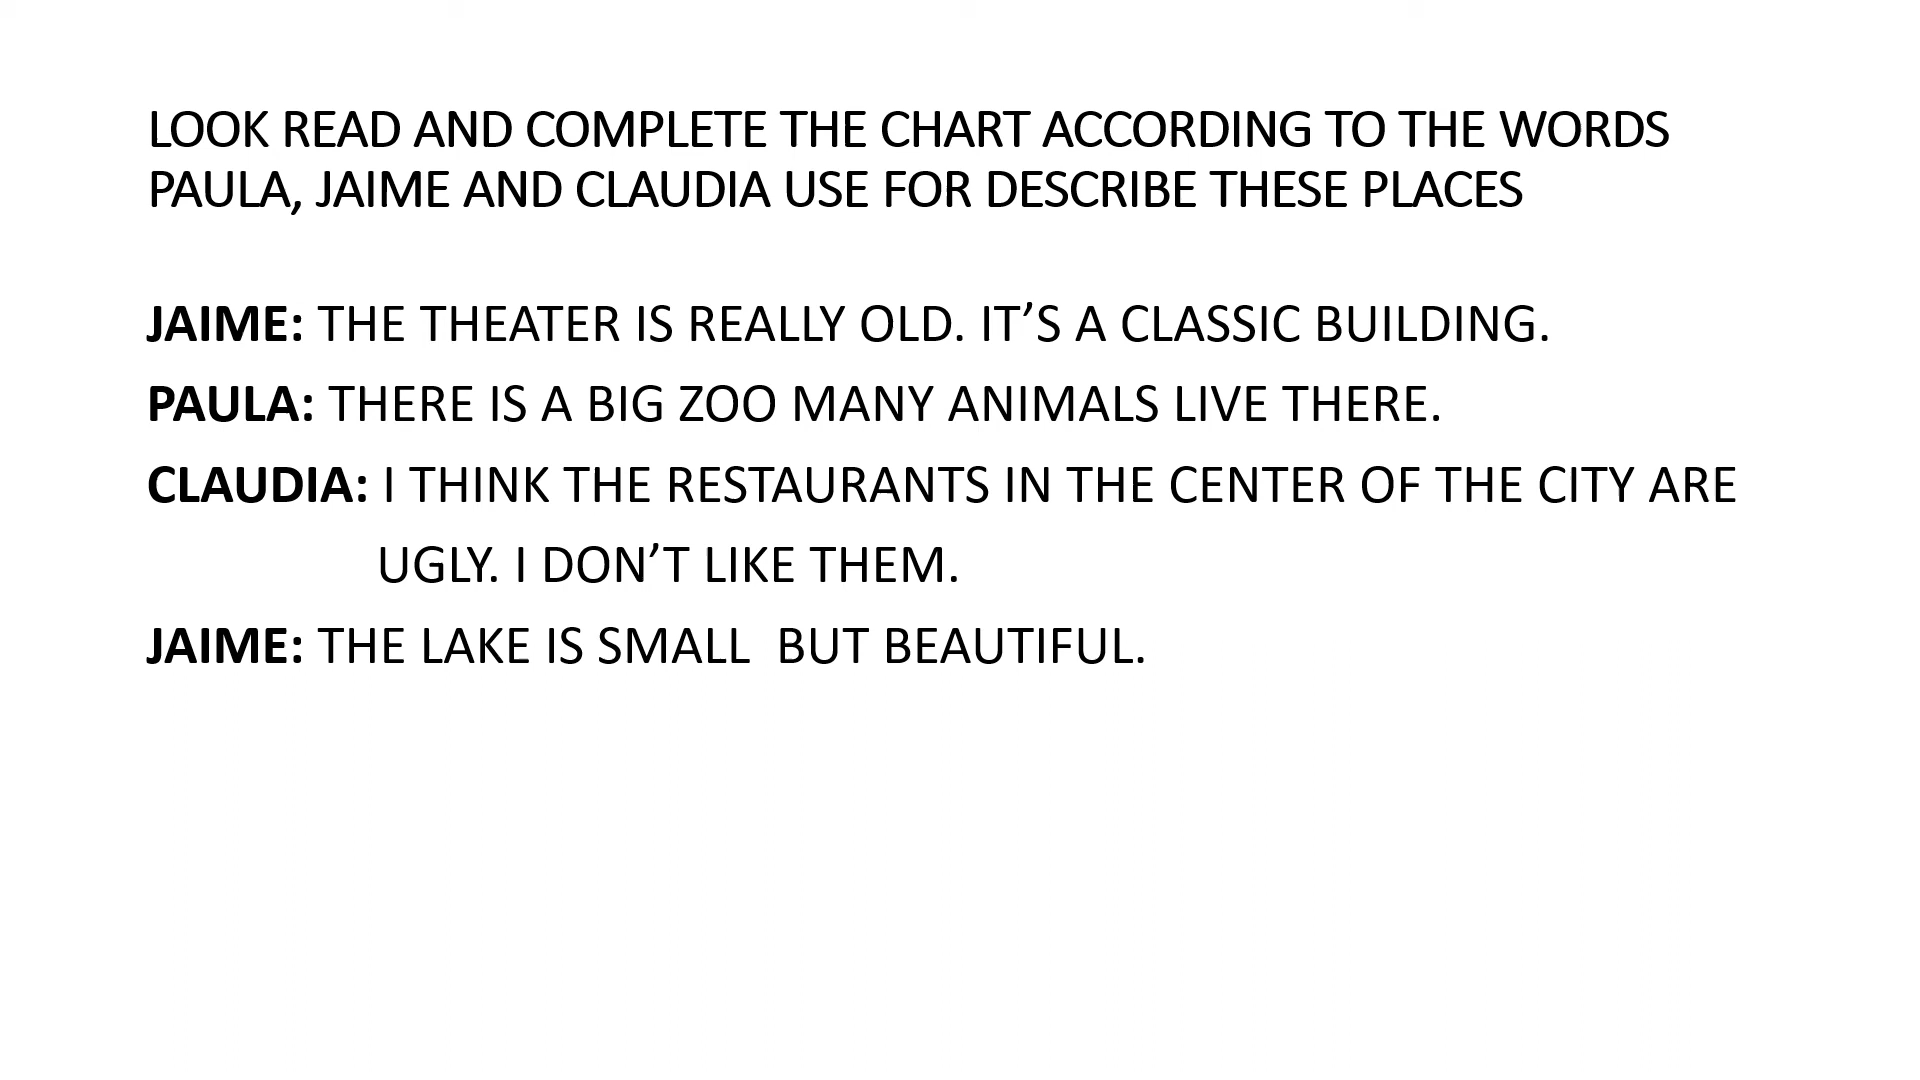 LOOK READ AND COMPLETE THE CHART ACCORDING TO THE WORDS
PAULA, JAIME AND CLAUDIA USE FOR DESCRIBE THESE PLACES
JAIME: THE THEATER IS REALLY OLD. IT’S A CLASSIC BUILDING.
PAULA: THERE IS A BIG ZOO MANY ANIMALS LIVE THERE.
CLAUDIA: I THINK THE RESTAURANTS IN THE CENTER OF THE CITY ARE
UGLY. I DON’T LIKE THEM.
JAIME: THE LAKE IS SMALL  BUT BEAUTIFUL.